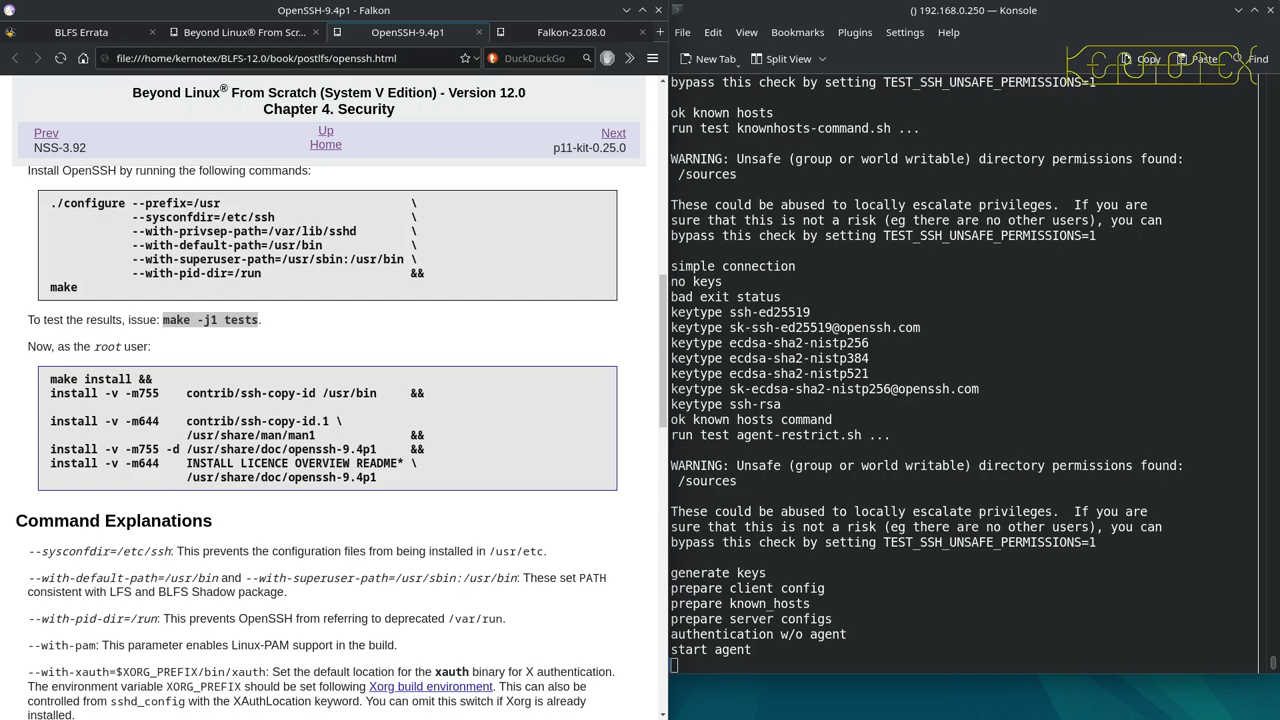 OpenSSH-9.4p1 - Falkon
BLFS Errata
Beyond Linux® From Scr...
OpenSSH-9.4p1
Falkon-23.08.0
file:///home/kernotex/BLFS-12.0/book/postlfs/openssh.html
DuckDuckGo
Beyond Linux® From Scratch (System V Edition) - Version 12.0
Chapter 4. Security
Prev
Up
Next
NSS-3.92
Home
p11-kit-0.25.0
Install OpenSSH by running the following commands:
./configure --prefix=/usr \
--sysconfdir=/etc/ssh \
--with-privsep-path=/var/lib/sshd \
--with-default-path=/usr/bin \
--with-superuser-path=/usr/sbin:/usr/bin \
--with-pid-dir=/run &&
make
To test the results, issue: make -j1 tests.
Now, as the root user:
make install &&
install -v -m755 contrib/ssh-copy-id /usr/bin &&
install -v -m644 contrib/ssh-copy-id.1 \
/usr/share/man/man1 &&
install -v -m755 -d /usr/share/doc/openssh-9.4p1 &&
install -v -m644 INSTALL LICENCE OVERVIEW README* \
/usr/share/doc/openssh-9.4p1
Command Explanations
--sysconfdir=/etc/ssh: This prevents the configuration files from being installed in /usr/etc.
--with-default-path=/usr/bin and --with-superuser-path=/usr/sbin:/usr/bin: These set PATH
consistent with LFS and BLFS Shadow package.
--with-pid-dir=/run: This prevents OpenSSH from referring to deprecated /var/run.
--with-pam: This parameter enables Linux-PAM support in the build.
--with-xauth=$XORG_PREFIX/bin/xauth: Set the default location for the xauth binary for X authentication.
The environment variable XORG_PREFIX should be set following Xorg build environment. This can also be
controlled from sshd_config with the XAuthLocation keyword. You can omit this switch if Xorg is already
installed.
() 192.168.0.250 — Konsole
File Edit View Bookmarks Plugins Settings Help
New Tab Split View Copy Paste Find
bypass this check by setting TEST_SSH_UNSAFE_PERMISSIONS=1
ok known hosts
run test knownhosts-command.sh ...
WARNING: Unsafe (group or world writable) directory permissions found:
/sources
These could be abused to locally escalate privileges. If you are
sure that this is not a risk (eg there are no other users), you can
bypass this check by setting TEST_SSH_UNSAFE_PERMISSIONS=1
simple connection
no keys
bad exit status
keytype ssh-ed25519
keytype sk-ssh-ed25519@openssh.com
keytype ecdsa-sha2-nistp256
keytype ecdsa-sha2-nistp384
keytype ecdsa-sha2-nistp521
keytype sk-ecdsa-sha2-nistp256@openssh.com
keytype ssh-rsa
ok known hosts command
run test agent-restrict.sh ...
WARNING: Unsafe (group or world writable) directory permissions found:
/sources
These could be abused to locally escalate privileges. If you are
sure that this is not a risk (eg there are no other users), you can
bypass this check by setting TEST_SSH_UNSAFE_PERMISSIONS=1
generate keys
prepare client config
prepare known_hosts
prepare server configs
authentication w/o agent
start agent